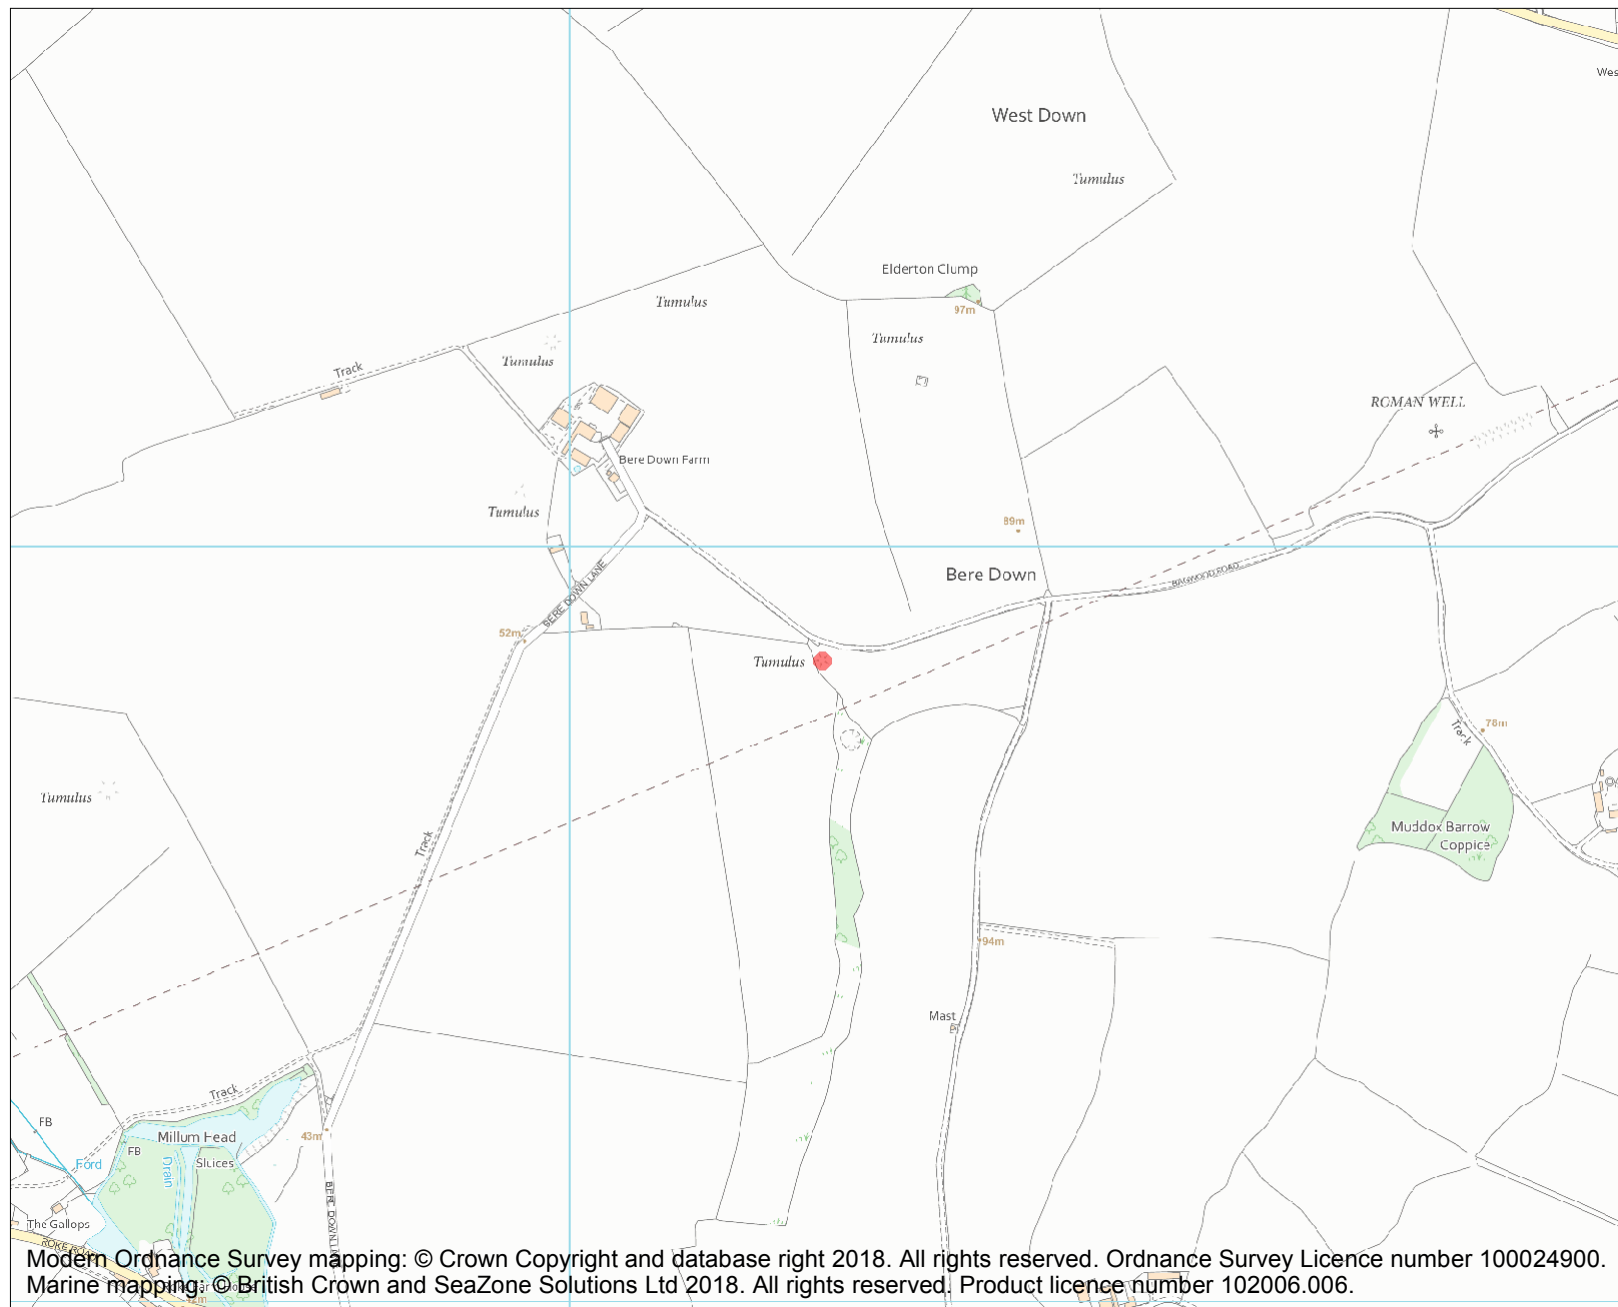 Wes
West Down
Tumulus
Elderton Clump
97m
Tumulus
Tumulus
Track
Tumulus
ROMAN WELL
Bere Down Farm
Tumulus
89m
Bere Down
BAGWOOD ROAD
BERE DOWN LANE
52m
Tumulus
78m
Track
Tumulus
Muddox Barrow
Coppice
Track
94m
Mast
Track
FB
Millum Head
43m
FB
Sluices
Ford
Drain
BERE DOWN LAN
The Gallops
ROKE ROAD
Modern Ordnance Survey mapping: © Crown Copyright and database right 2018. All rights reserved. Ordnance Survey Licence number 100024900.
Marine mapping: © British Crown and SeaZone Solutions Ltd 2018. All rights reserved. Product licence number 102006.006.